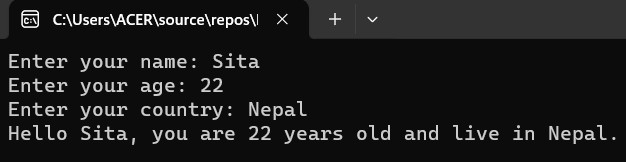 C:\Users\ACER\source\repos\
Enter your name: Sita
Enter your age: 22
Enter your country: Nepal
Hello Sita, you are 22 years old and live in Nepal.